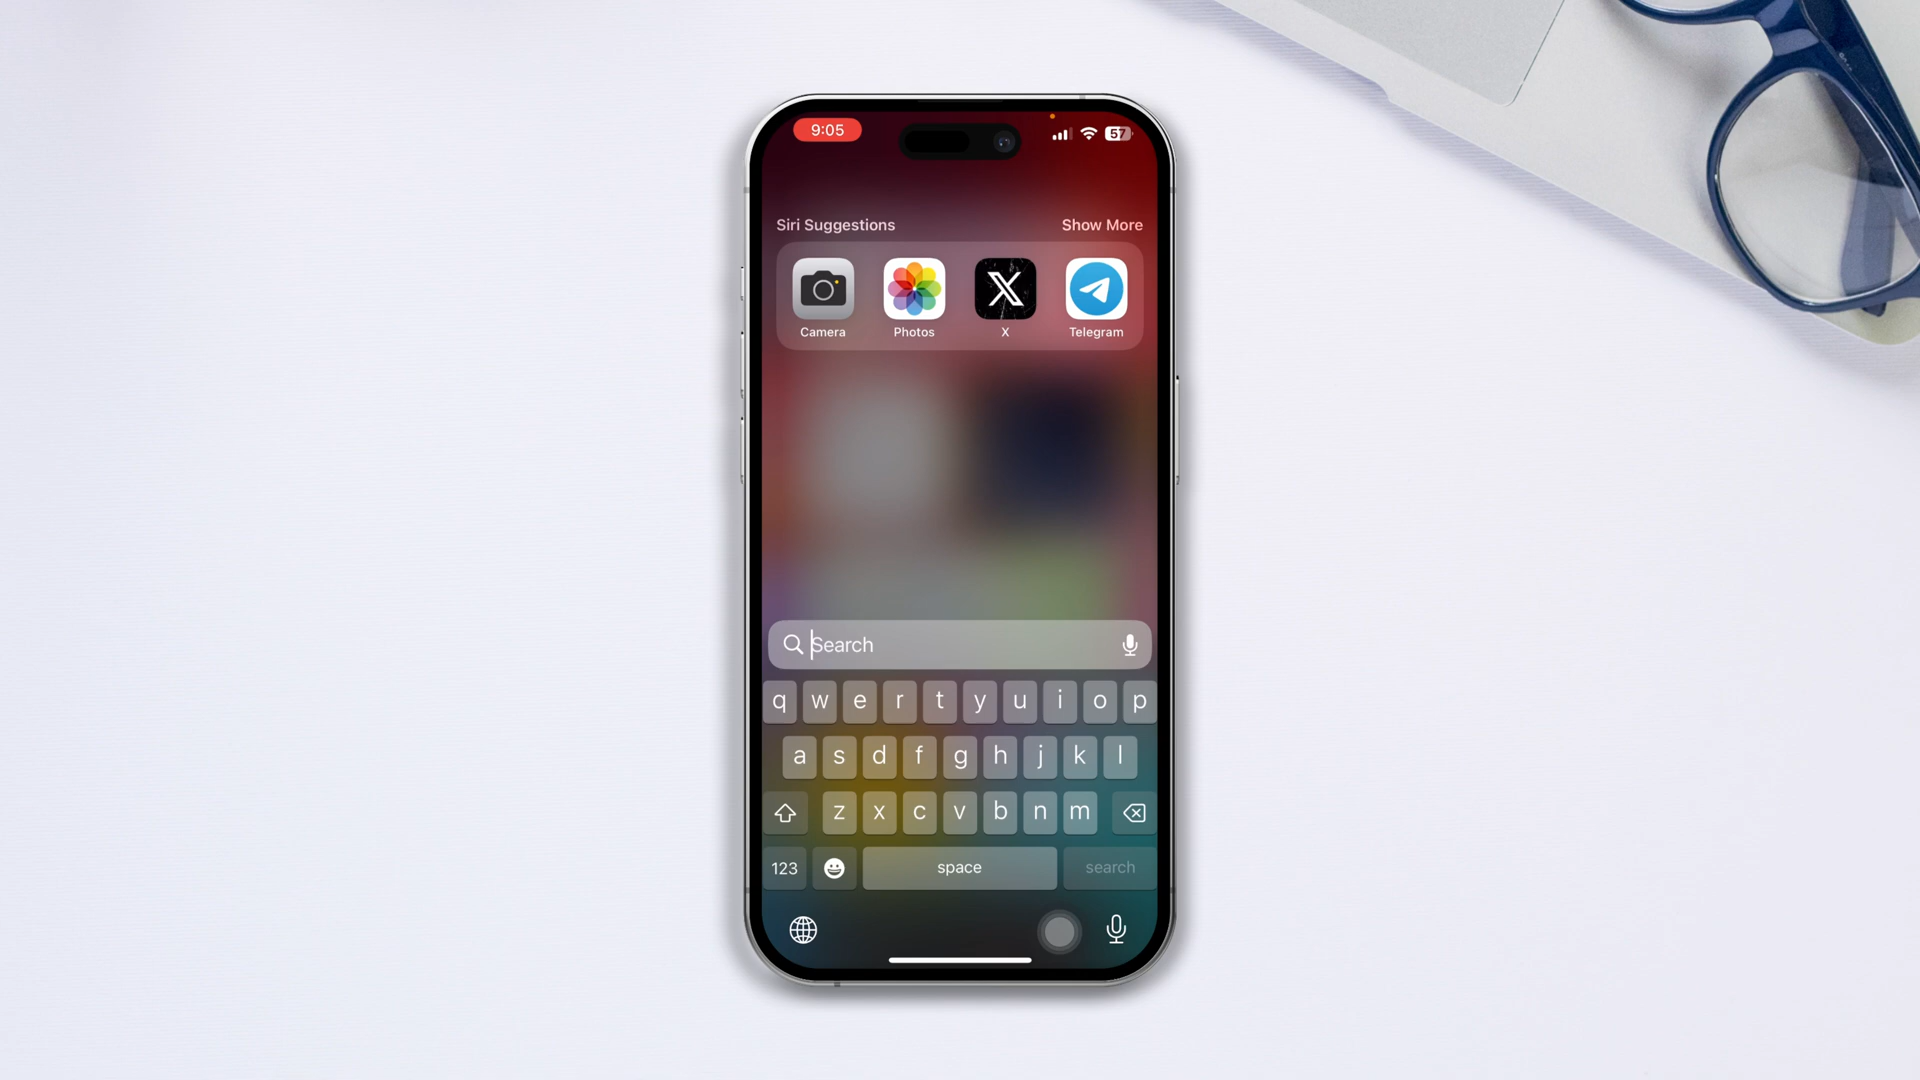 9:05
57
Siri Suggestions
Show More
Camera
Photos
X
Telegram
Search
q w e r t y u i o p
a s d f g h j k l
z x c v b n m
123
space
search